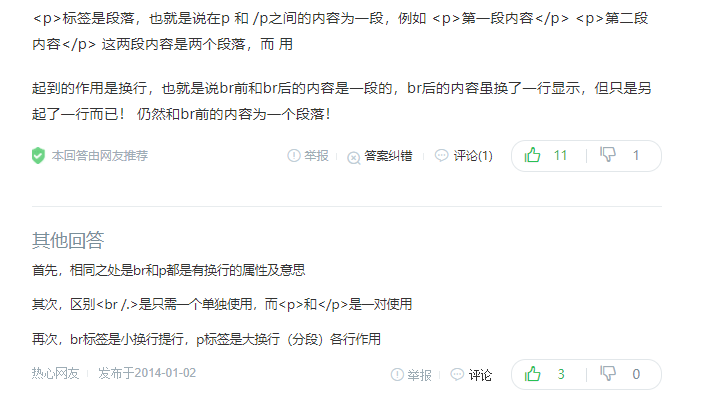 <p>标签是段落，也就是说在p 和 /p之间的内容为一段，例如 <p>第一段内容</p> <p>第二段
内容</p> 这两段内容是两个段落，而 用
起到的作用是换行，也就是说br前和br后的内容是一段的，br后的内容虽换了一行显示，但只是另
起了一行而已！ 仍然和br前的内容为一个段落！
本回答由网友推荐 举报 答案纠错 评论(1) 11 1
其他回答
首先，相同之处是br和p都是有换行的属性及意思
其次，区别<br /.>是只需一个单独使用，而<p>和</p>是一对使用
再次，br标签是小换行提行，p标签是大换行（分段）各行作用
热心网友 发布于2014-01-02 举报 评论 3 0